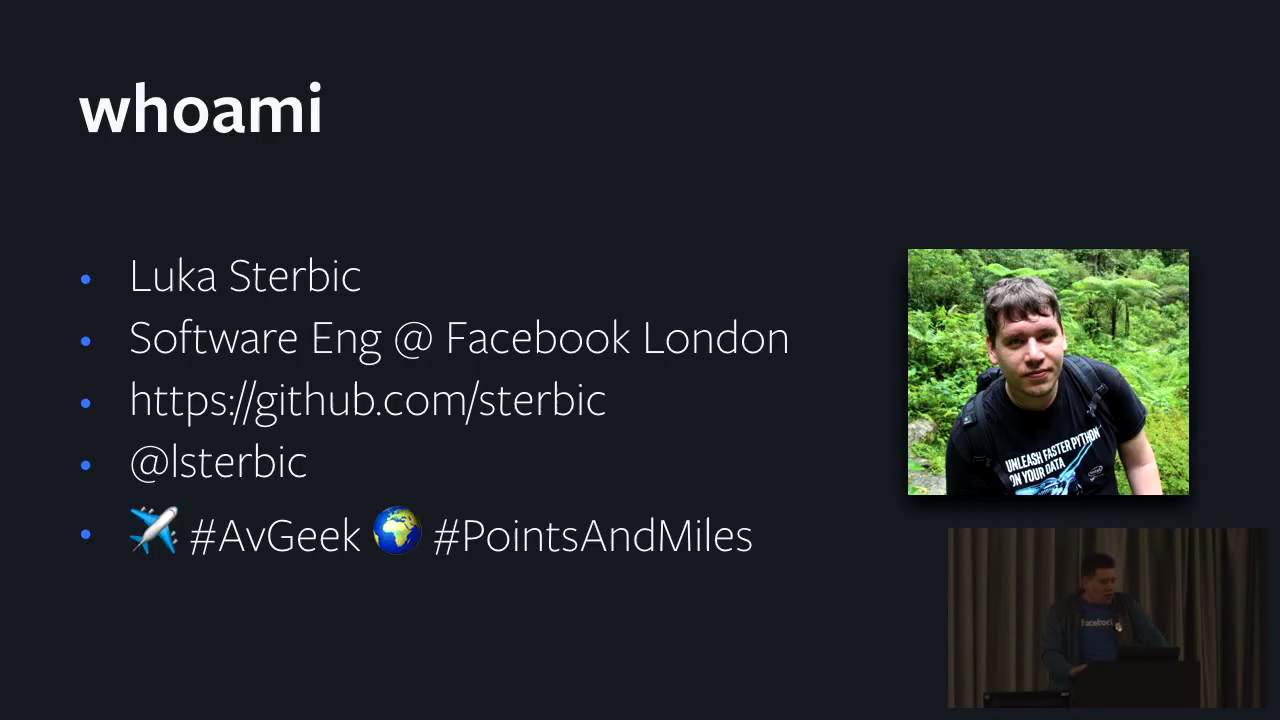 whoami
Luka Sterbic
Software Eng @ Facebook London
https://github.com/sterbic
@lsterbic
✈️ #AvGeek 🌍 #PointsAndMiles
UNLEASH FASTER PYTHON
ON YOUR DATA
facebook